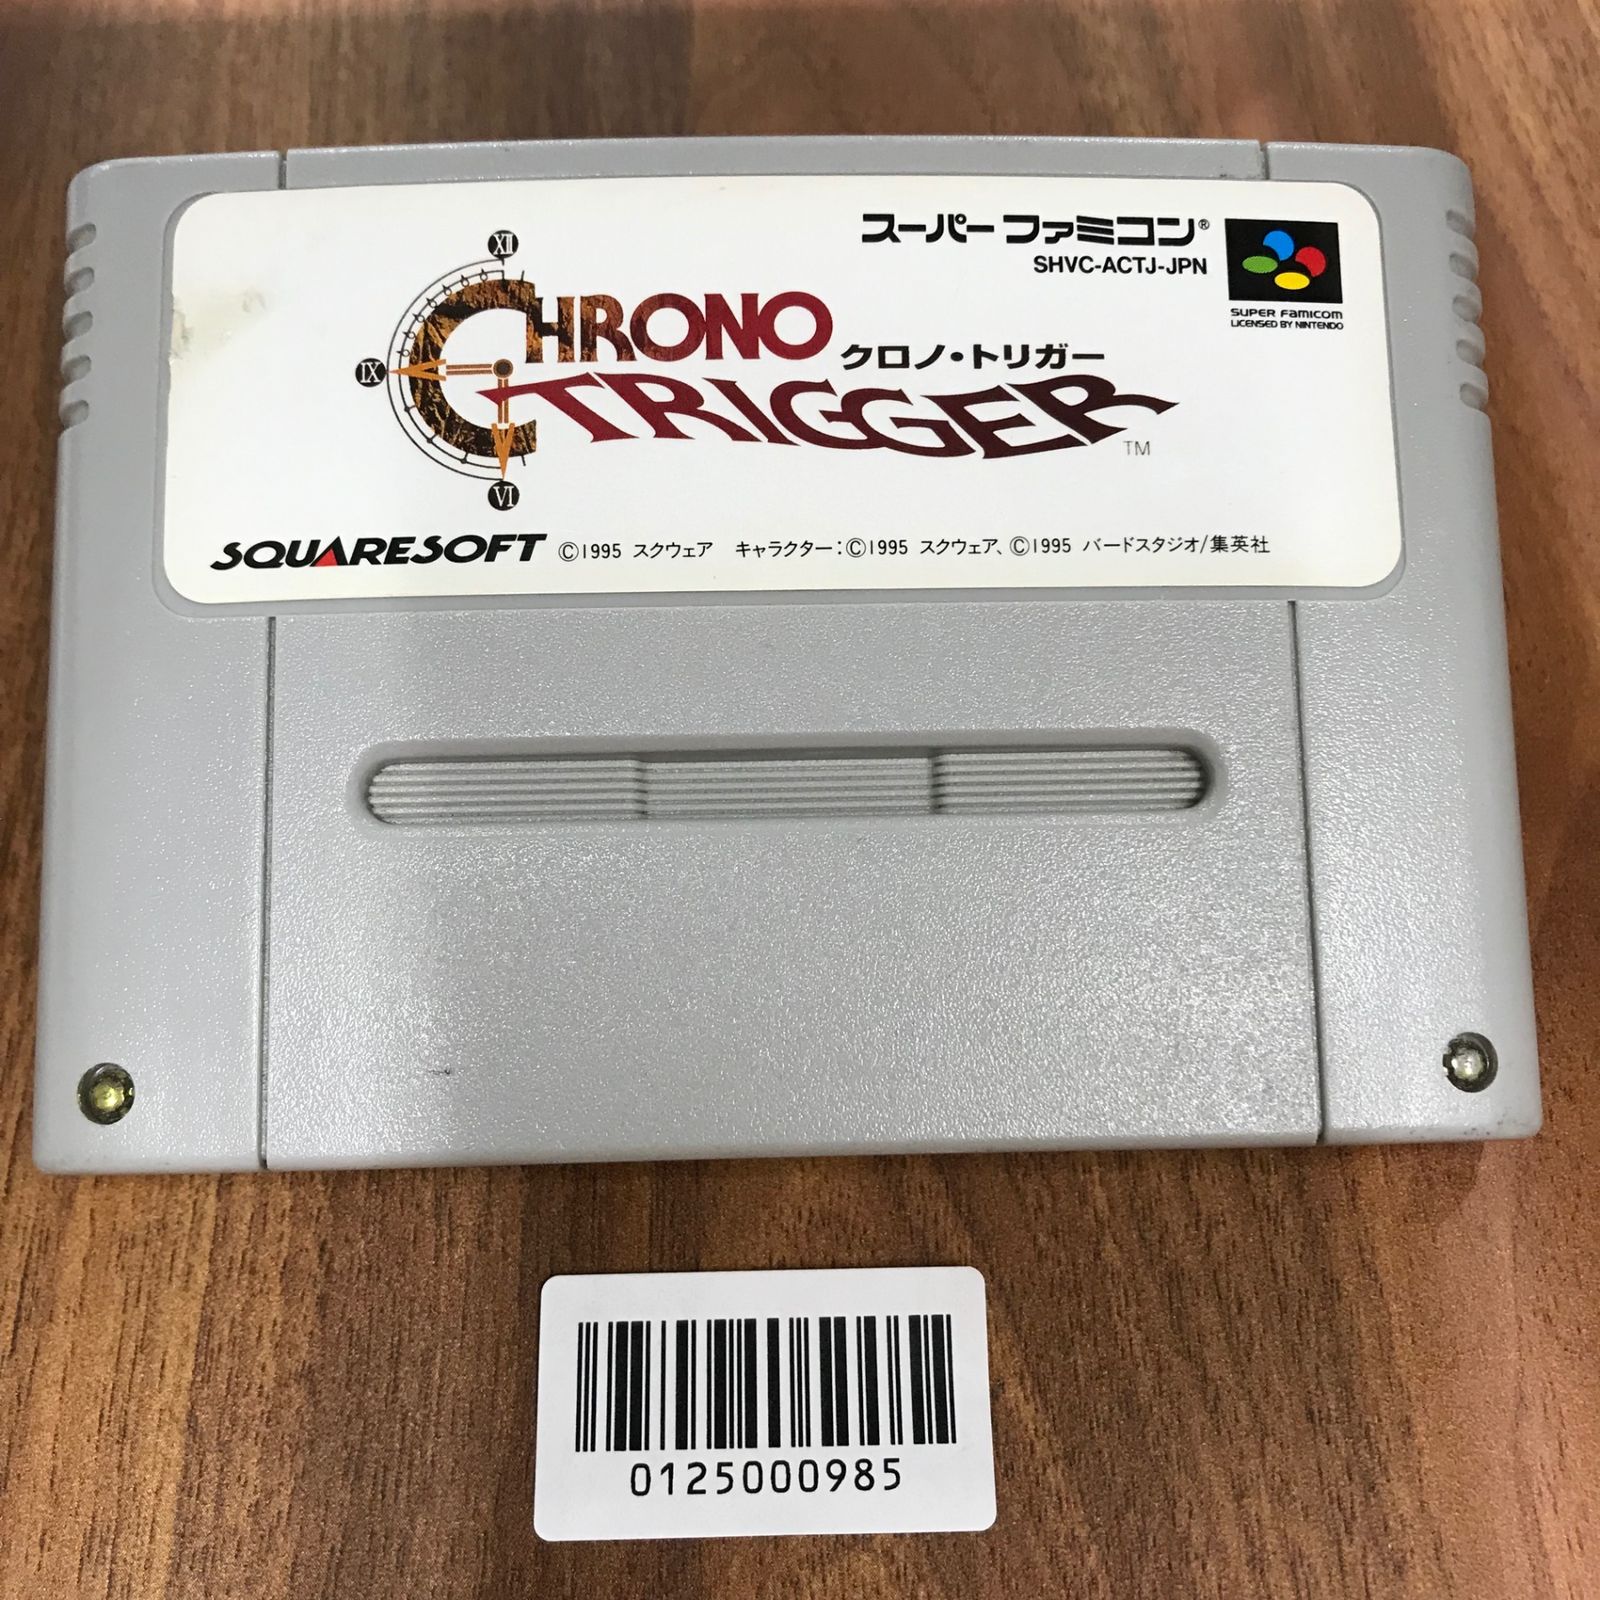 スーパーファミコン®
SHVC-ACTJ-JPN
SUPER FAMICOM
LICENSED BY NINTENDO
XII
IX
VI
CHRONO
クロノ・トリガー
TRIGGER
TM
SQUARESOFT ©1995 スクウェア キャラクター:©1995 スクウェア、©1995 バードスタジオ/集英社
0125000985